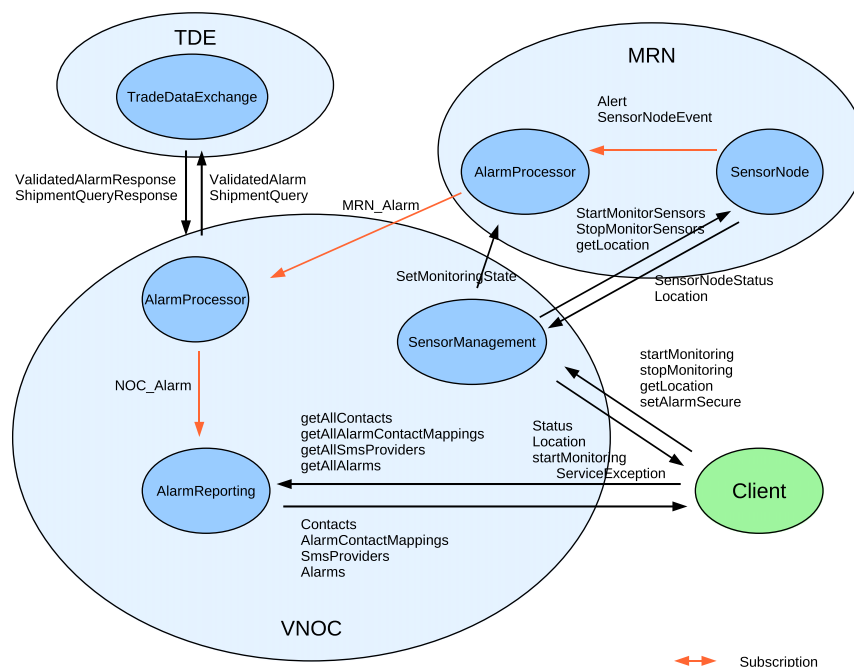 TDE
TradeDataExchange
MRN
Alert
SensorNodeEvent
AlarmProcessor
SensorNode
ValidatedAlarmResponse
ShipmentQueryResponse
ValidatedAlarm
ShipmentQuery
MRN_Alarm
StartMonitorSensors
StopMonitorSensors
getLocation
SetMonitoringState
SensorNodeStatus
Location
AlarmProcessor
SensorManagement
startMonitoring
stopMonitoring
getLocation
setAlarmSecure
NOC_Alarm
getAllContacts
getAllAlarmContactMappings
getAllSmsProviders
getAllAlarms
Status
Location
startMonitoring
ServiceException
AlarmReporting
Client
Contacts
AlarmContactMappings
SmsProviders
Alarms
VNOC
Subscription